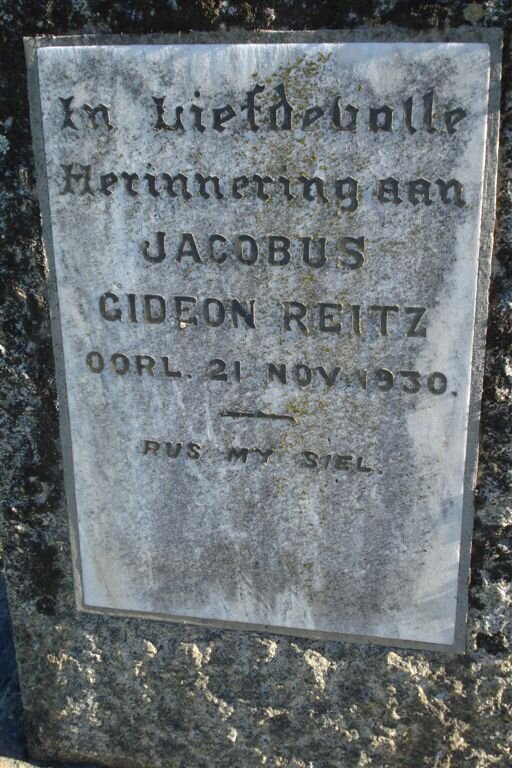 In Liefdevolle
Herinnering aan
JACOBUS
GIDEON REITZ
OORL. 21 NOV. 1930.
RUS MY SIEL.